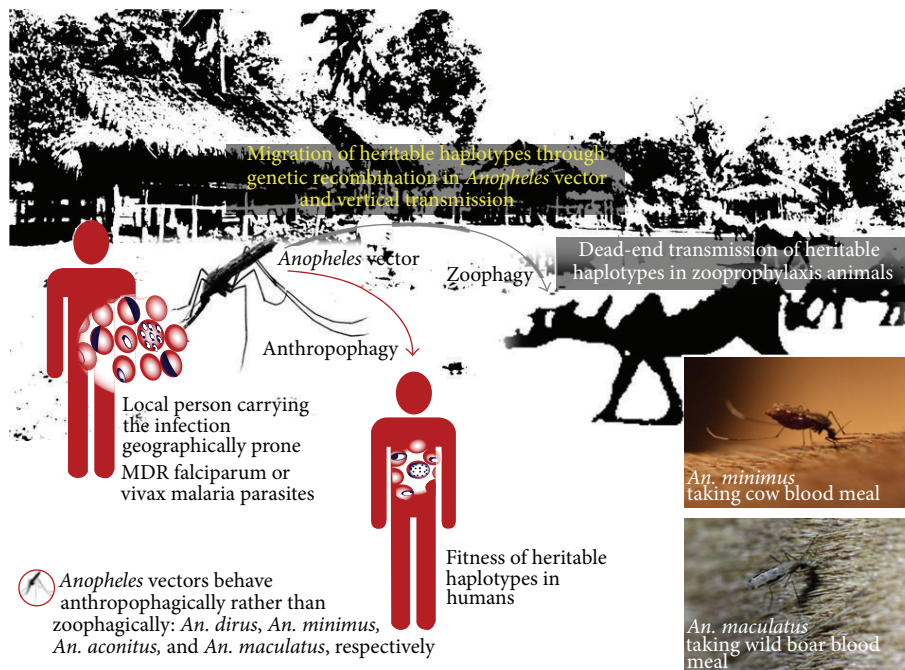 Migration of heritable haplotypes through
genetic recombination in Anopheles vector
and vertical transmission
Dead-end transmission of heritable
haplotypes in zooprophylaxis animals
Anopheles vector
Zoophagy
Anthropophagy
Local person carrying
the infection
geographically prone
MDR falciparum or
vivax malaria parasites
Fitness of heritable
haplotypes in
humans
An. minimus
taking cow blood meal
An. maculatus
taking wild boar blood
meal
Anopheles vectors behave
anthropophagically rather than
zoophagically: An. dirus, An. minimus,
An. aconitus, and An. maculatus, respectively